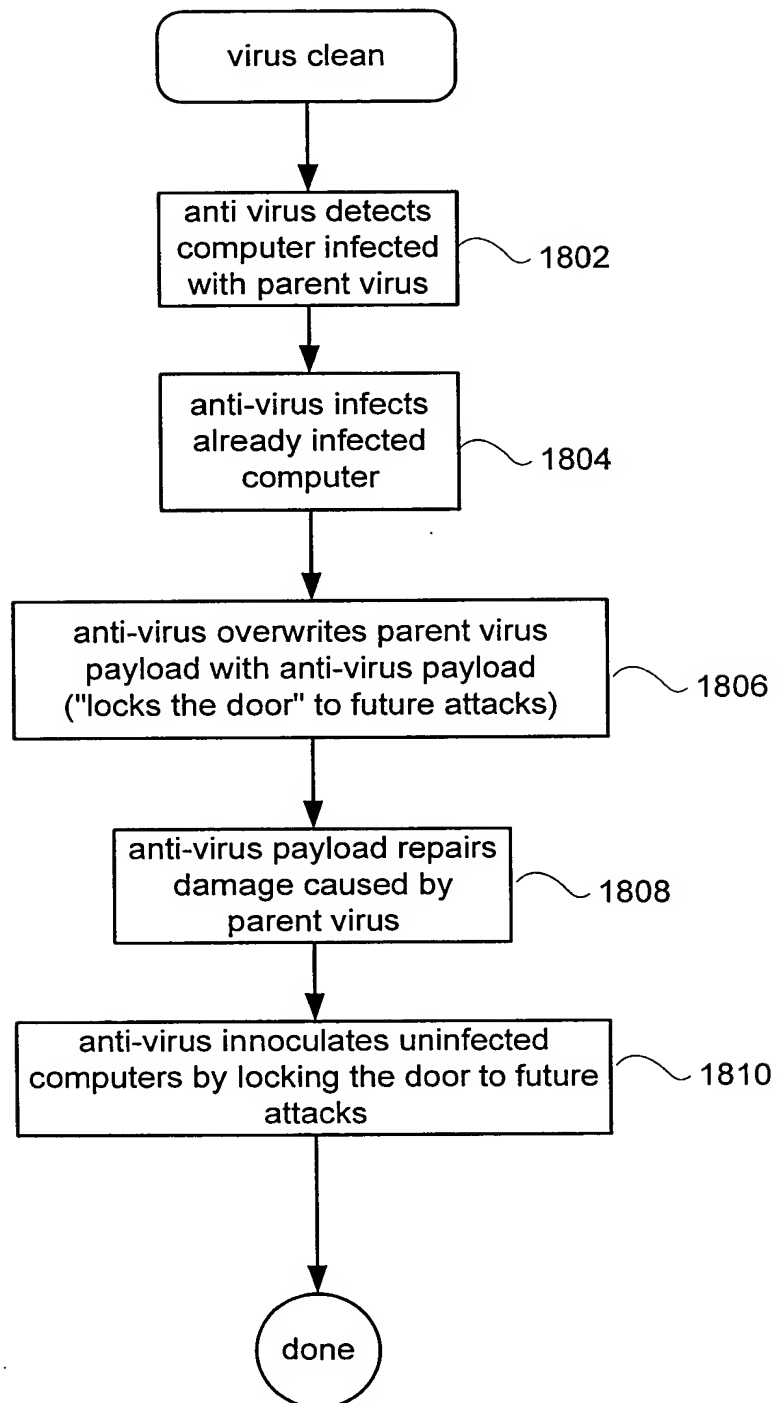 virus clean
anti virus detects
computer infected
with parent virus
1802
anti-virus infects
already infected
computer
1804
anti-virus overwrites parent virus
payload with anti-virus payload
("locks the door" to future attacks)
1806
anti-virus payload repairs
damage caused by
parent virus
1808
anti-virus innoculates uninfected
computers by locking the door to future
attacks
1810
done